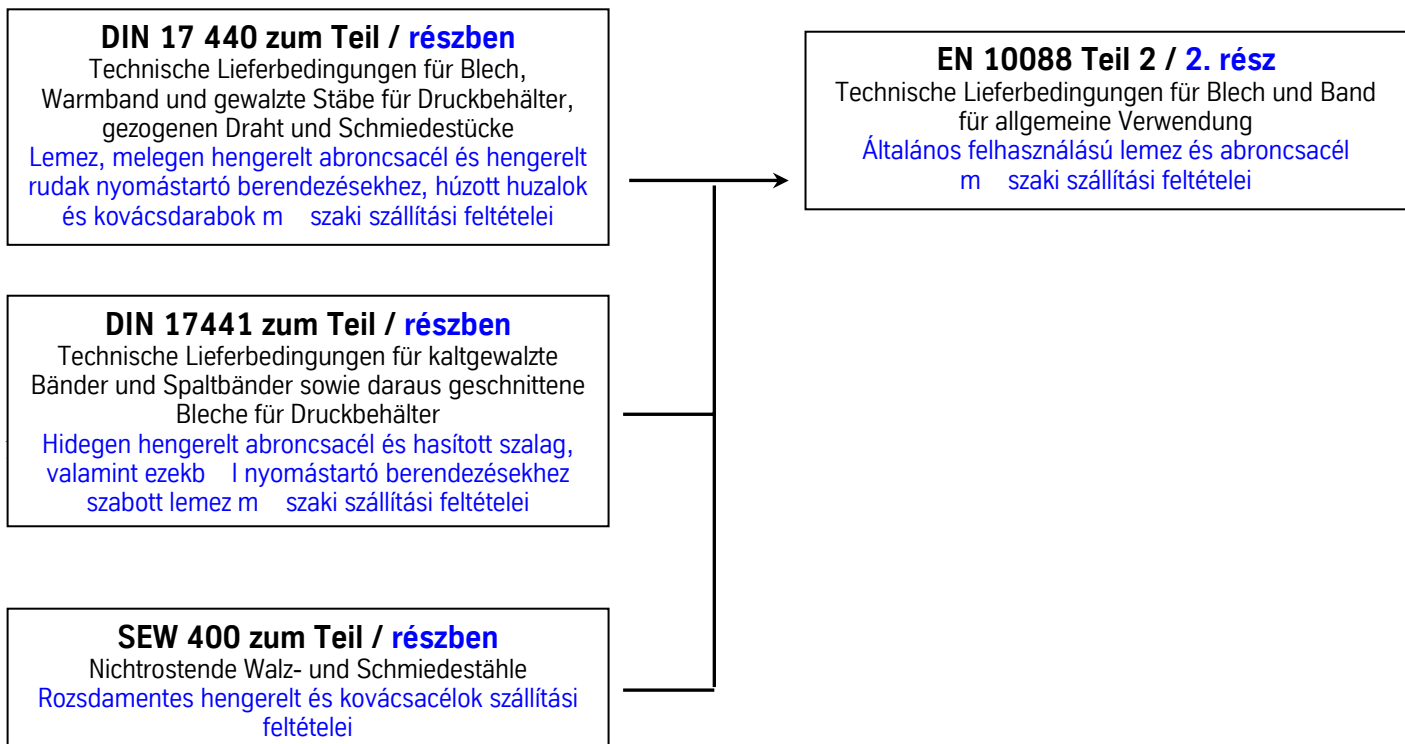 DIN 17 440 zum Teil / részben
Technische Lieferbedingungen für Blech,
Warmband und gewalzte Stäbe für Druckbehälter,
gezogenen Draht und Schmiedestücke
Lemez, melegen hengerelt abroncsacél és hengerelt
rudak nyomástartó berendezésekhez, húzott huzalok
és kovácsdarabok m szaki szállítási feltételei
DIN 17441 zum Teil / részben
Technische Lieferbedingungen für kaltgewalzte
Bänder und Spaltbänder sowie daraus geschnittene
Bleche für Druckbehälter
Hidegen hengerelt abroncsacél és hasított szalag,
valamint ezekb l nyomástartó berendezésekhez
szabott lemez m szaki szállítási feltételei
SEW 400 zum Teil / részben
Nichtrostende Walz- und Schmiedestähle
Rozsdamentes hengerelt és kovácsacélok szállítási
feltételei
EN 10088 Teil 2 / 2. rész
Technische Lieferbedingungen für Blech und Band
für allgemeine Verwendung
Általános felhasználású lemez és abroncsacél
m szaki szállítási feltételei